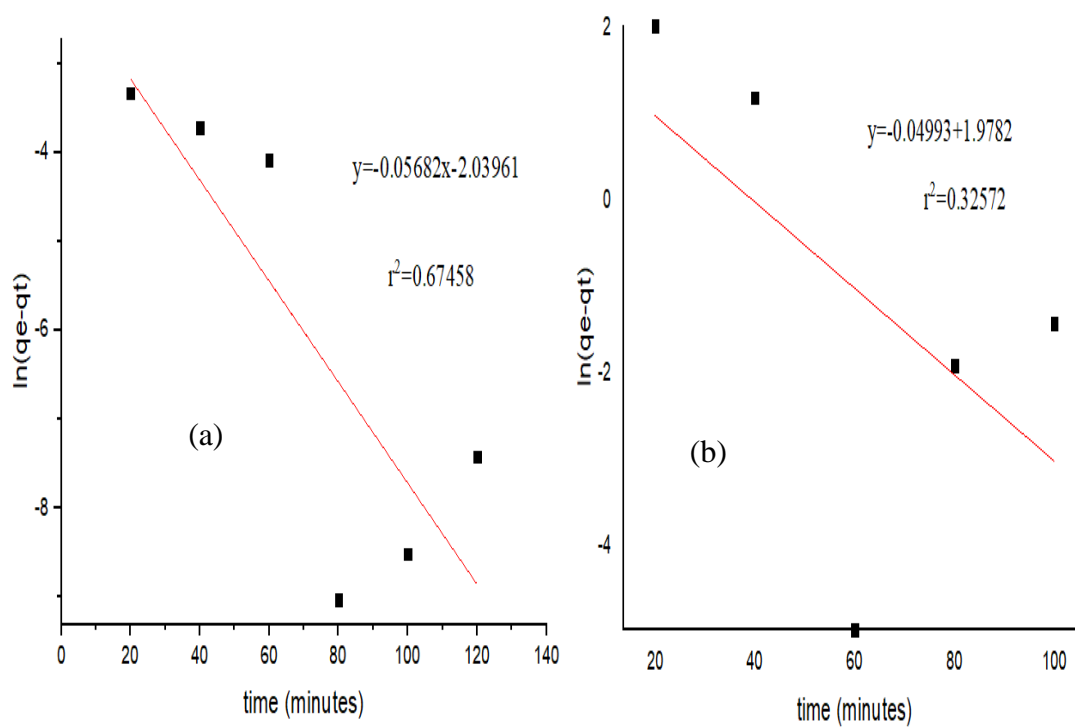 ln(qe-qt)
-4
-6
-8
y=-0.05682x-2.03961
r²=0.67458
(a)
0
20
40
60
80
100
120
140
time (minutes)
ln(qe-qt)
2
0
-2
-4
y=-0.04993+1.9782
r²=0.32572
(b)
20
40
60
80
100
time (minutes)